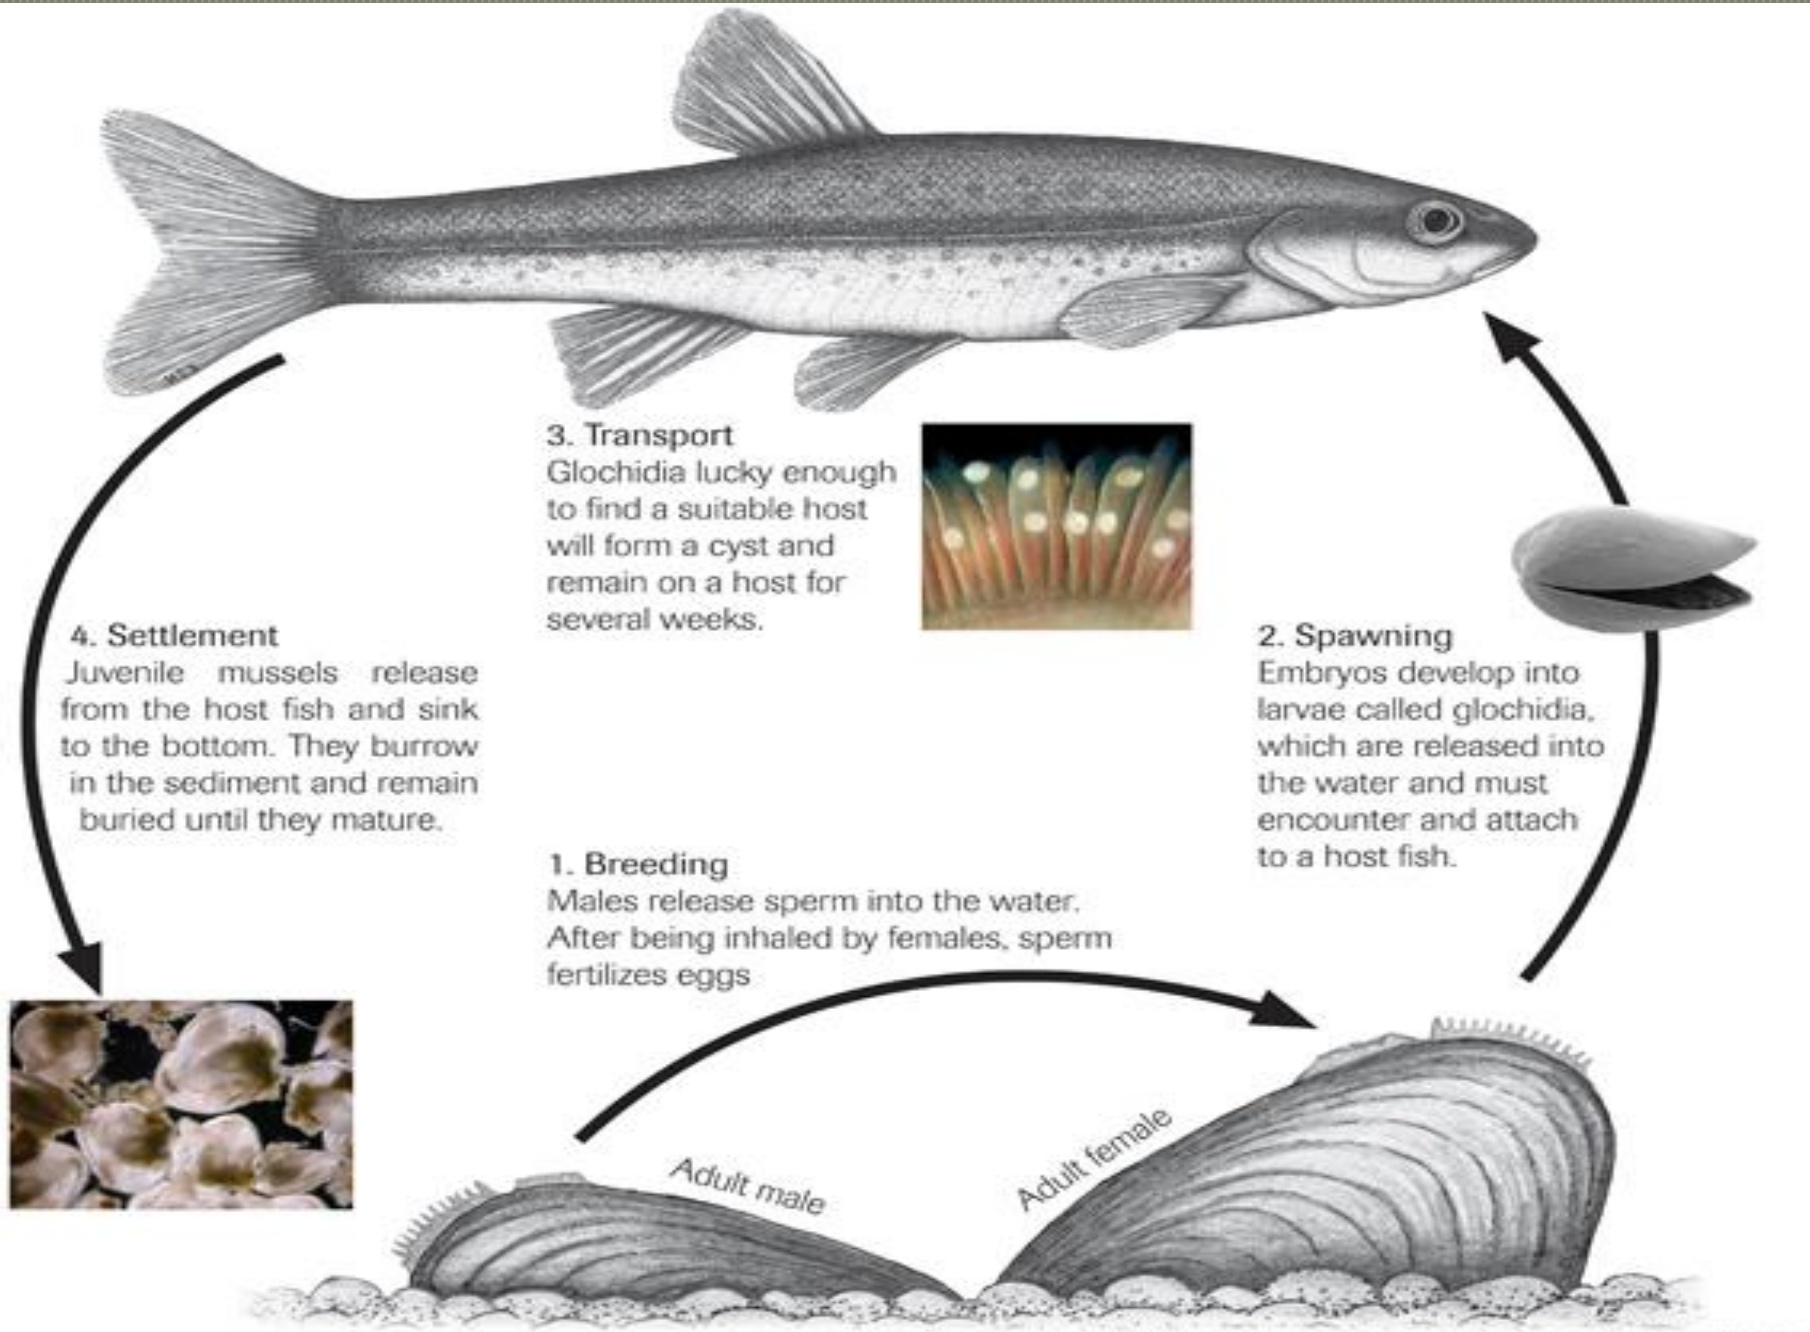 3. Transport
Glochidia lucky enough
to find a suitable host
will form a cyst and
remain on a host for
several weeks.
4. Settlement
Juvenile mussels release
from the host fish and sink
to the bottom. They burrow
in the sediment and remain
buried until they mature.
2. Spawning
Embryos develop into
larvae called glochidia,
which are released into
the water and must
encounter and attach
to a host fish.
1. Breeding
Males release sperm into the water.
After being inhaled by females, sperm
fertilizes eggs
Adult male
Adult female